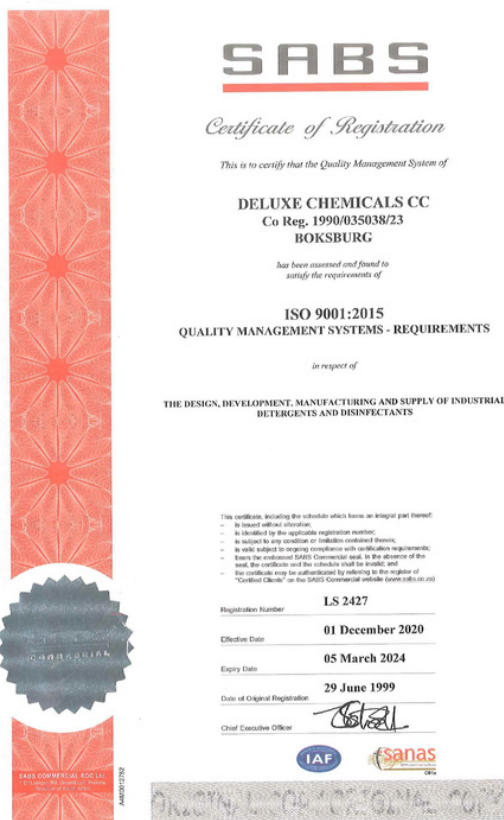 SABS
Certificate of Registration
This is to certify that the Quality Management System of
DELUXE CHEMICALS CC
Co Reg. 1990/035038/23
BOKSBURG
has been assessed and found to
satisfy the requirements of
ISO 9001:2015
QUALITY MANAGEMENT SYSTEMS - REQUIREMENTS
in respect of
THE DESIGN, DEVELOPMENT, MANUFACTURING AND SUPPLY OF INDUSTRIAL
DETERGENTS AND DISINFECTANTS
This certificate, including the schedule which forms an integral part thereof:
- is issued without alteration;
- is identified by the applicable registration number;
- is subject to any condition or limitation contained therein;
- is valid subject to ongoing compliance with certification requirements;
- bears the embossed SABS Commercial seal. In the absence of the
seal, the certificate and the schedule shall be invalid; and
- the certificate may be authenticated by referring to the register of
"Certified Clients" on the SABS Commercial website (www.sabs.co.za)
Registration Number LS 2427
Effective Date 01 December 2020
Expiry Date 05 March 2024
Date of Original Registration 29 June 1999
Chief Executive Officer
COMMERCIAL
IAF
sanas
SABS COMMERCIAL SOC Ltd